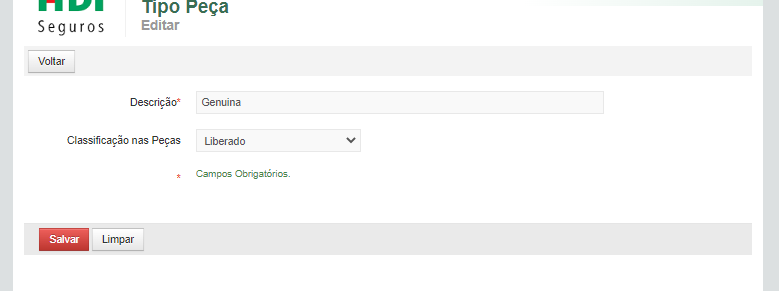 HDI
Seguros
Tipo Peça
Editar
Voltar
Descrição*
Genuina
Classificação nas Peças
Liberado
* Campos Obrigatórios.
Salvar
Limpar